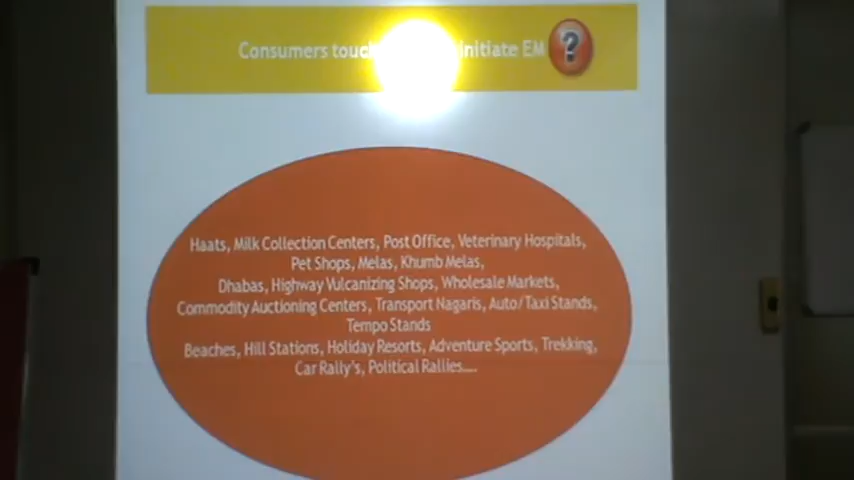 Consumers touc initiate EM ?
Haats, Milk Collection Centers, Post Office, Veterinary Hospitals,
Pet Shops, Melas, Khumb Melas,
Dhabas, Highway Vulcanizing Shops, Wholesale Markets,
Commodity Auctioning Centers, Transport Nagaris, Auto/Taxi Stands,
Tempo Stands
Beaches, Hill Stations, Holiday Resorts, Adventure Sports, Trekking,
Car Rally's, Political Rallies....